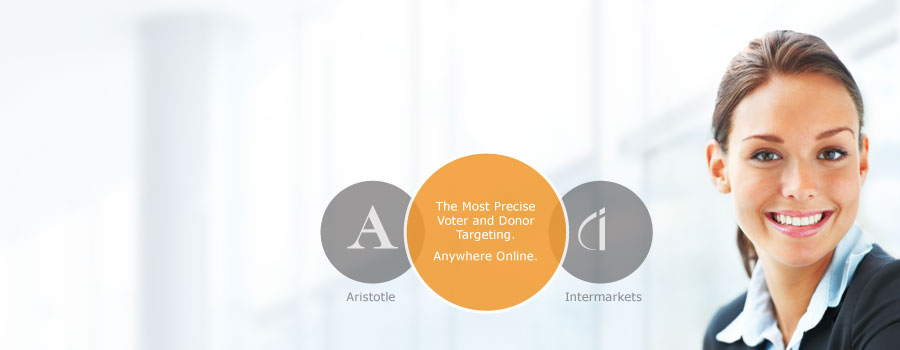 The Most Precise
Voter and Donor
Targeting.
Anywhere Online.
A
i
Aristotle
Intermarkets